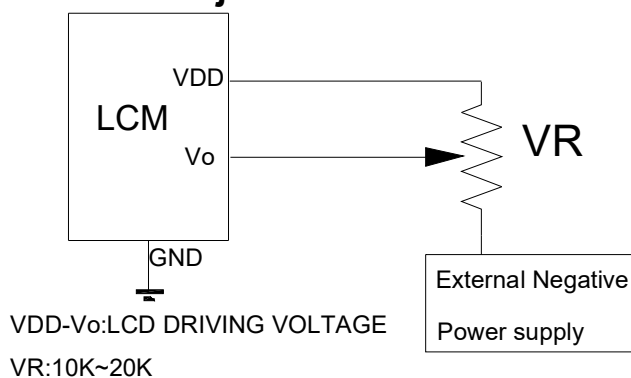 VDD
LCM
VR
Vo
GND
External Negative
Power supply
VDD-Vo:LCD DRIVING VOLTAGE
VR:10K~20K